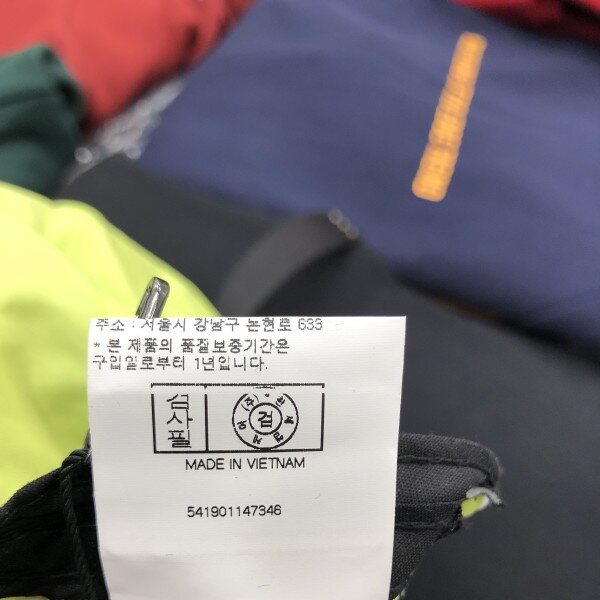 주소 : 서울시 강남구 논현로 633
* 본 제품의 품질보증기간은
구입일로부터 1년입니다.
검사필
검
MADE IN VIETNAM
541901147346